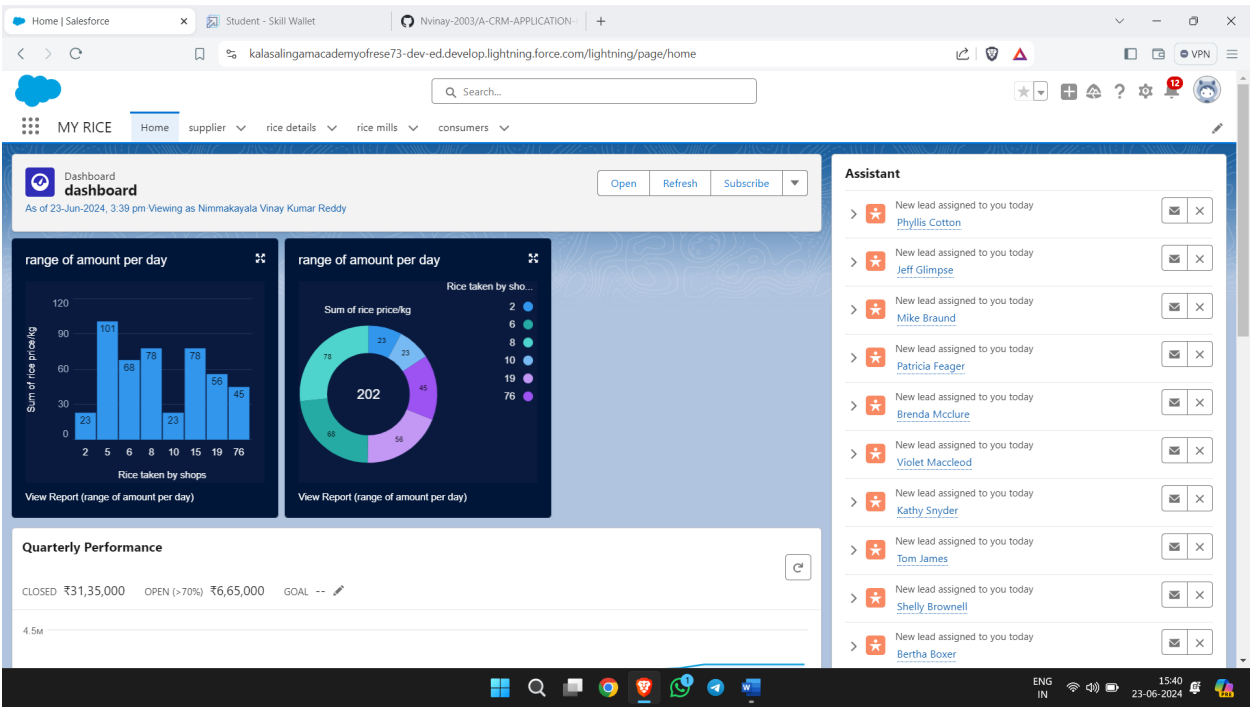 Home | Salesforce
Student - Skill Wallet
Nvinay-2003/A-CRM-APPLICATION-
kalasalingamacademyofrese73-dev-ed.develop.lightning.force.com/lightning/page/home
VPN
Search...
12
MY RICE Home supplier rice details rice mills consumers
Dashboard
dashboard
As of 23-Jun-2024, 3:39 pm·Viewing as Nimmakayala Vinay Kumar Reddy
Open Refresh Subscribe
range of amount per day
Sum of rice price/kg
120
90
60
30
0
23 101 68 78 23 78 56 45
2 5 6 8 10 15 19 76
Rice taken by shops
View Report (range of amount per day)
range of amount per day
Rice taken by sho...
Sum of rice price/kg
2
6
8
10
19
76
23
23
45
56
68
78
202
View Report (range of amount per day)
Quarterly Performance
CLOSED ₹31,35,000 OPEN (>70%) ₹6,65,000 GOAL --
4.5M
Assistant
New lead assigned to you today
Phyllis Cotton
New lead assigned to you today
Jeff Glimpse
New lead assigned to you today
Mike Braund
New lead assigned to you today
Patricia Feager
New lead assigned to you today
Brenda Mcclure
New lead assigned to you today
Violet Maccleod
New lead assigned to you today
Kathy Snyder
New lead assigned to you today
Tom James
New lead assigned to you today
Shelly Brownell
New lead assigned to you today
Bertha Boxer
1
ENG
IN
15:40
23-06-2024
PRE